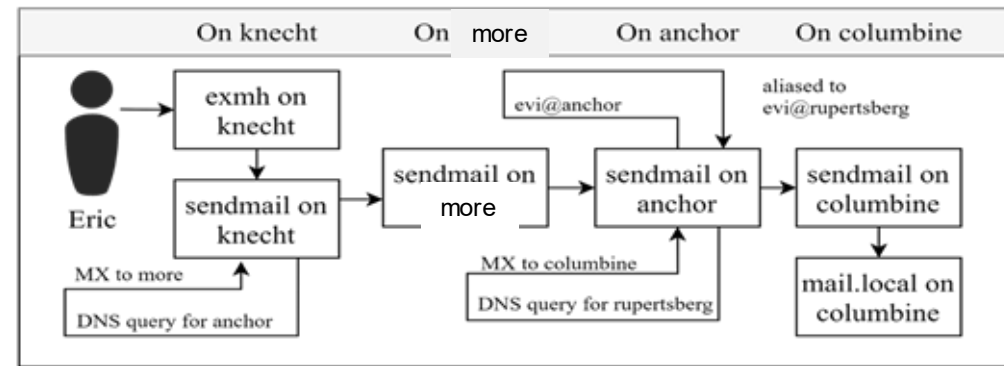 On knecht
On more
On anchor
On columbine
exmh on
knecht
Eric
sendmail on
knecht
MX to more
DNS query for anchor
sendmail on
more
evi@anchor
aliased to
evi@rupertsberg
sendmail on
anchor
MX to columbine
DNS query for rupertsberg
sendmail on
columbine
mail.local on
columbine